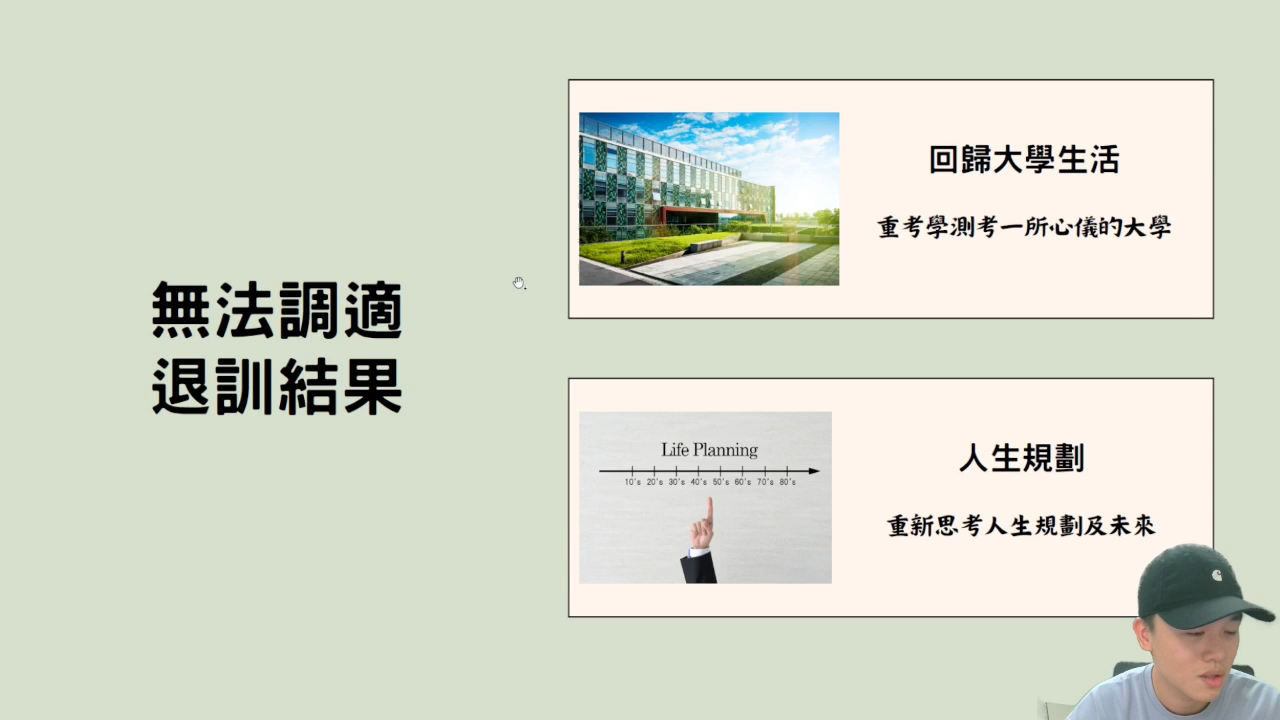 無法調適
退訓結果
回歸大學生活
重考學測考一所心儀的大學
Life Planning
10's 20's 30's 40's 50's 60's 70's 80's
人生規劃
重新思考人生規劃及未來